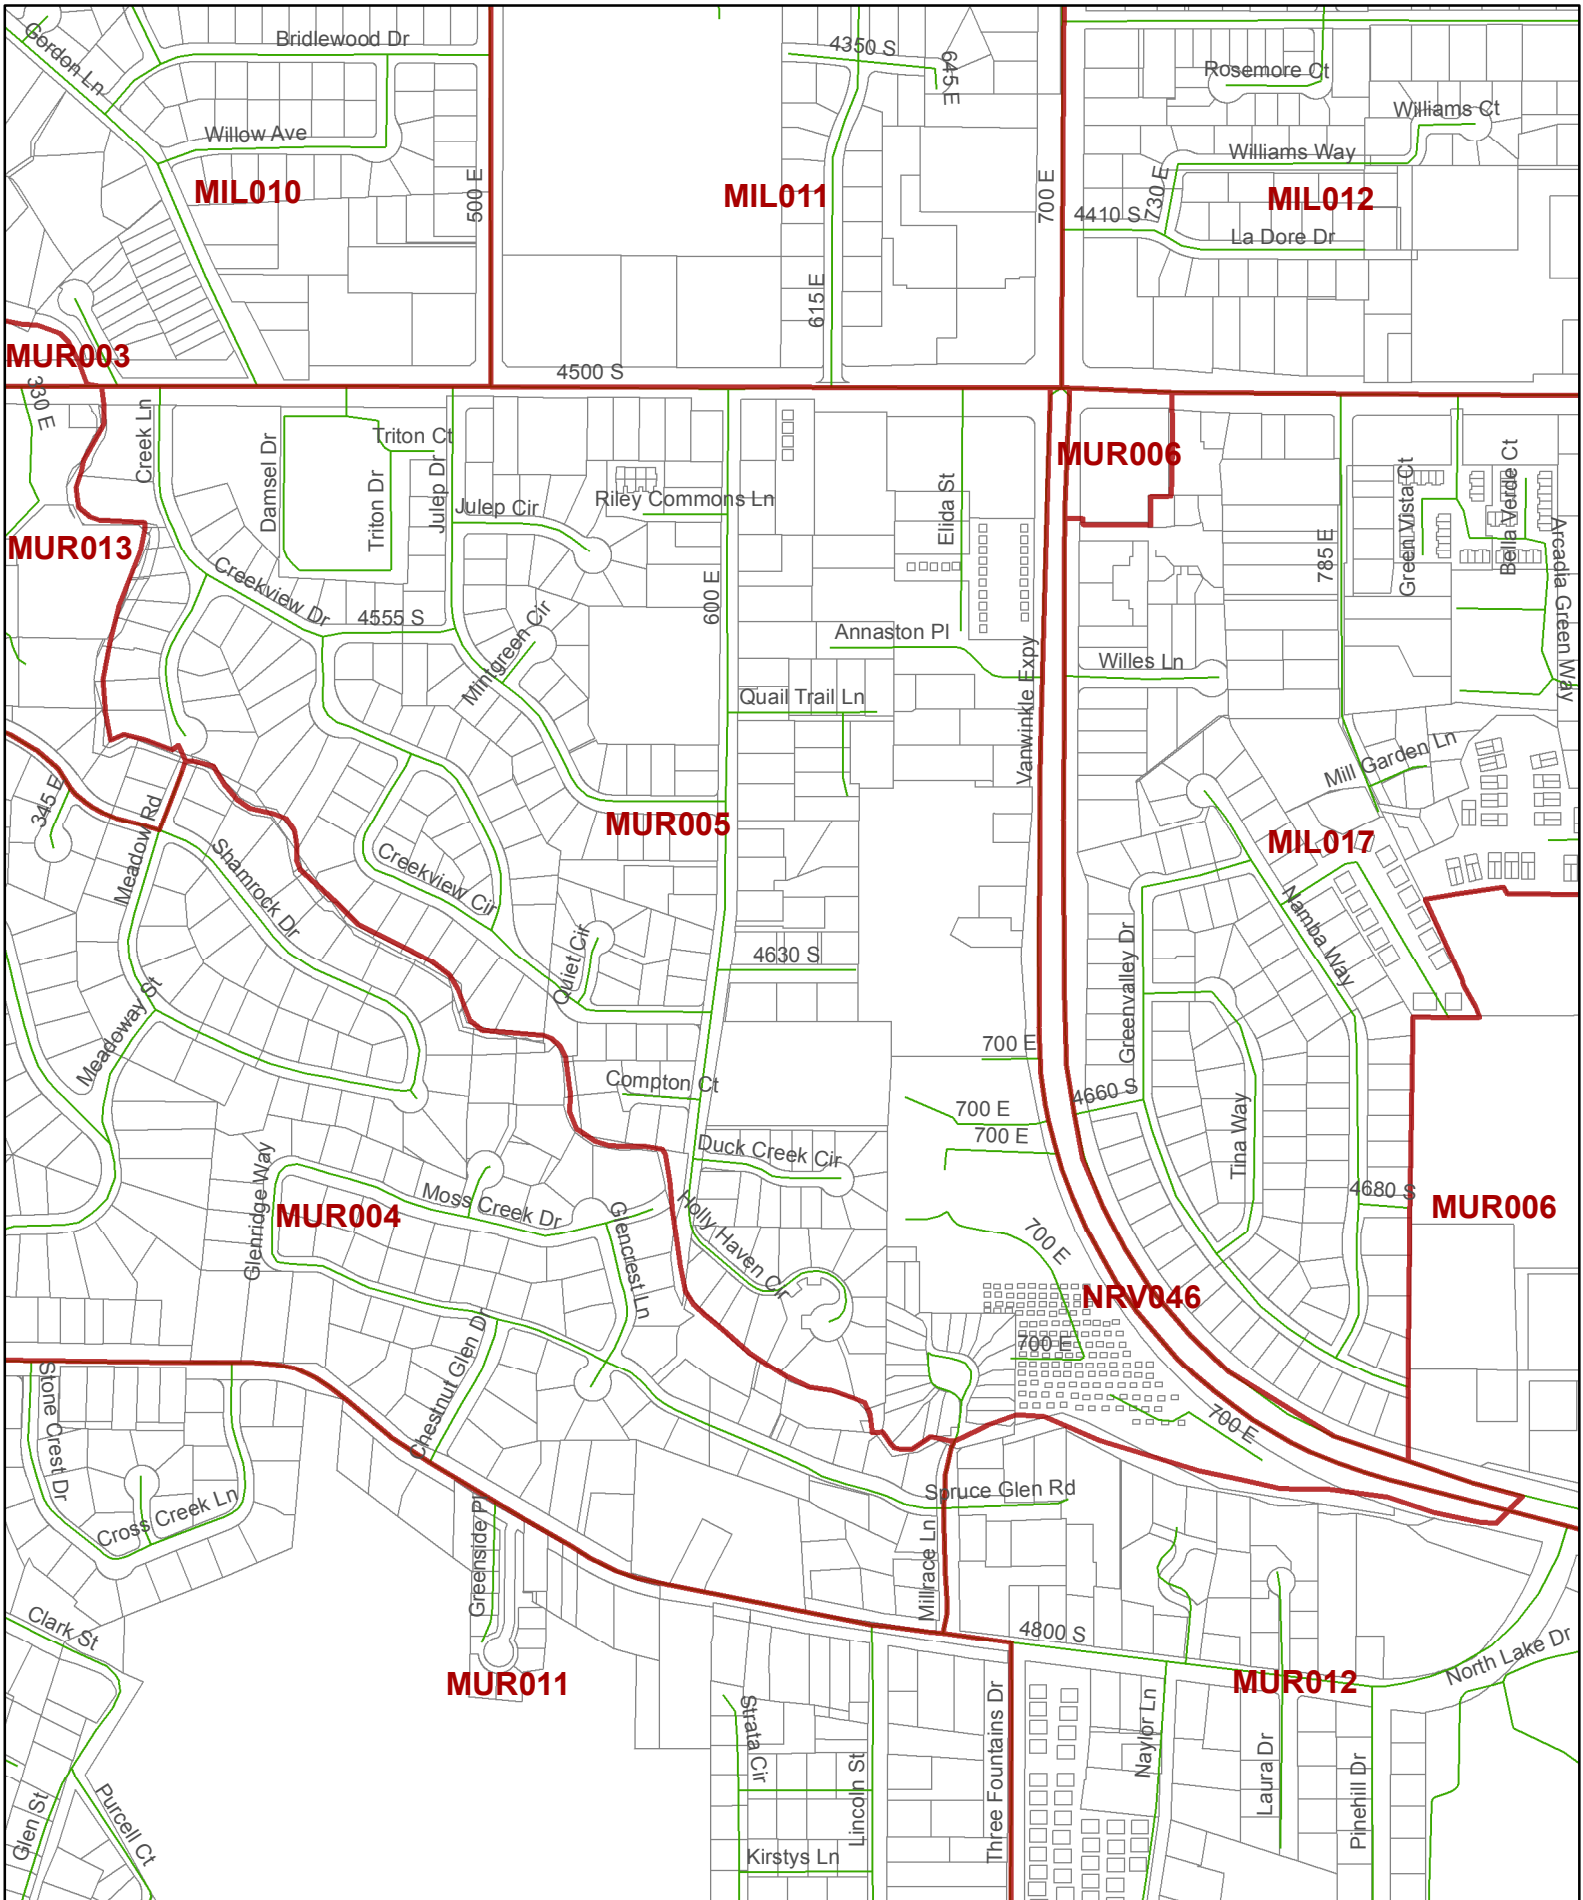 Gordon Ln
Bridlewood Dr
4350 S
645 E
Rosemore Ct
Williams Ct
Willow Ave
Williams Way
MIL010
MIL011
MIL012
500 E
700 E
730 E
4410 S
La Dore Dr
615 E
MUR003
4500 S
330 E
Creek Ln
Damsel Dr
Triton Ct
Triton Dr
Julep Dr
Julep Cir
Riley Commons Ln
Elida St
MUR006
785 E
Green Vista Ct
Bella Verde Ct
Arcadia Green Way
MUR013
Creekview Dr
4555 S
Mintgreen Cir
600 E
Annaston Pl
Willes Ln
Quail Trail Ln
Vanwinkle Expy
Mill Garden Ln
345 E
Meadow Rd
Shamrock Dr
MUR005
MIL017
Creekview Cir
Namba Way
Quiet Cir
4630 S
Greenvalley Dr
Meadoway St
700 E
Compton Ct
700 E
4660 S
700 E
Tina Way
Duck Creek Cir
Glenridge Way
MUR004
Moss Creek Dr
Glencrest Ln
Holly Haven Cir
4680 S
MUR006
700 E
NRV046
700 E
Chestnut Glen Dr
Stone Crest Dr
700 E
Cross Creek Ln
Spruce Glen Rd
Greenside Pl
Millrace Ln
Clark St
4800 S
North Lake Dr
MUR011
MUR012
Strata Cir
Three Fountains Dr
Naylor Ln
Laura Dr
Pinehill Dr
Lincoln St
Glen St
Purcell Ct
Kirstys Ln